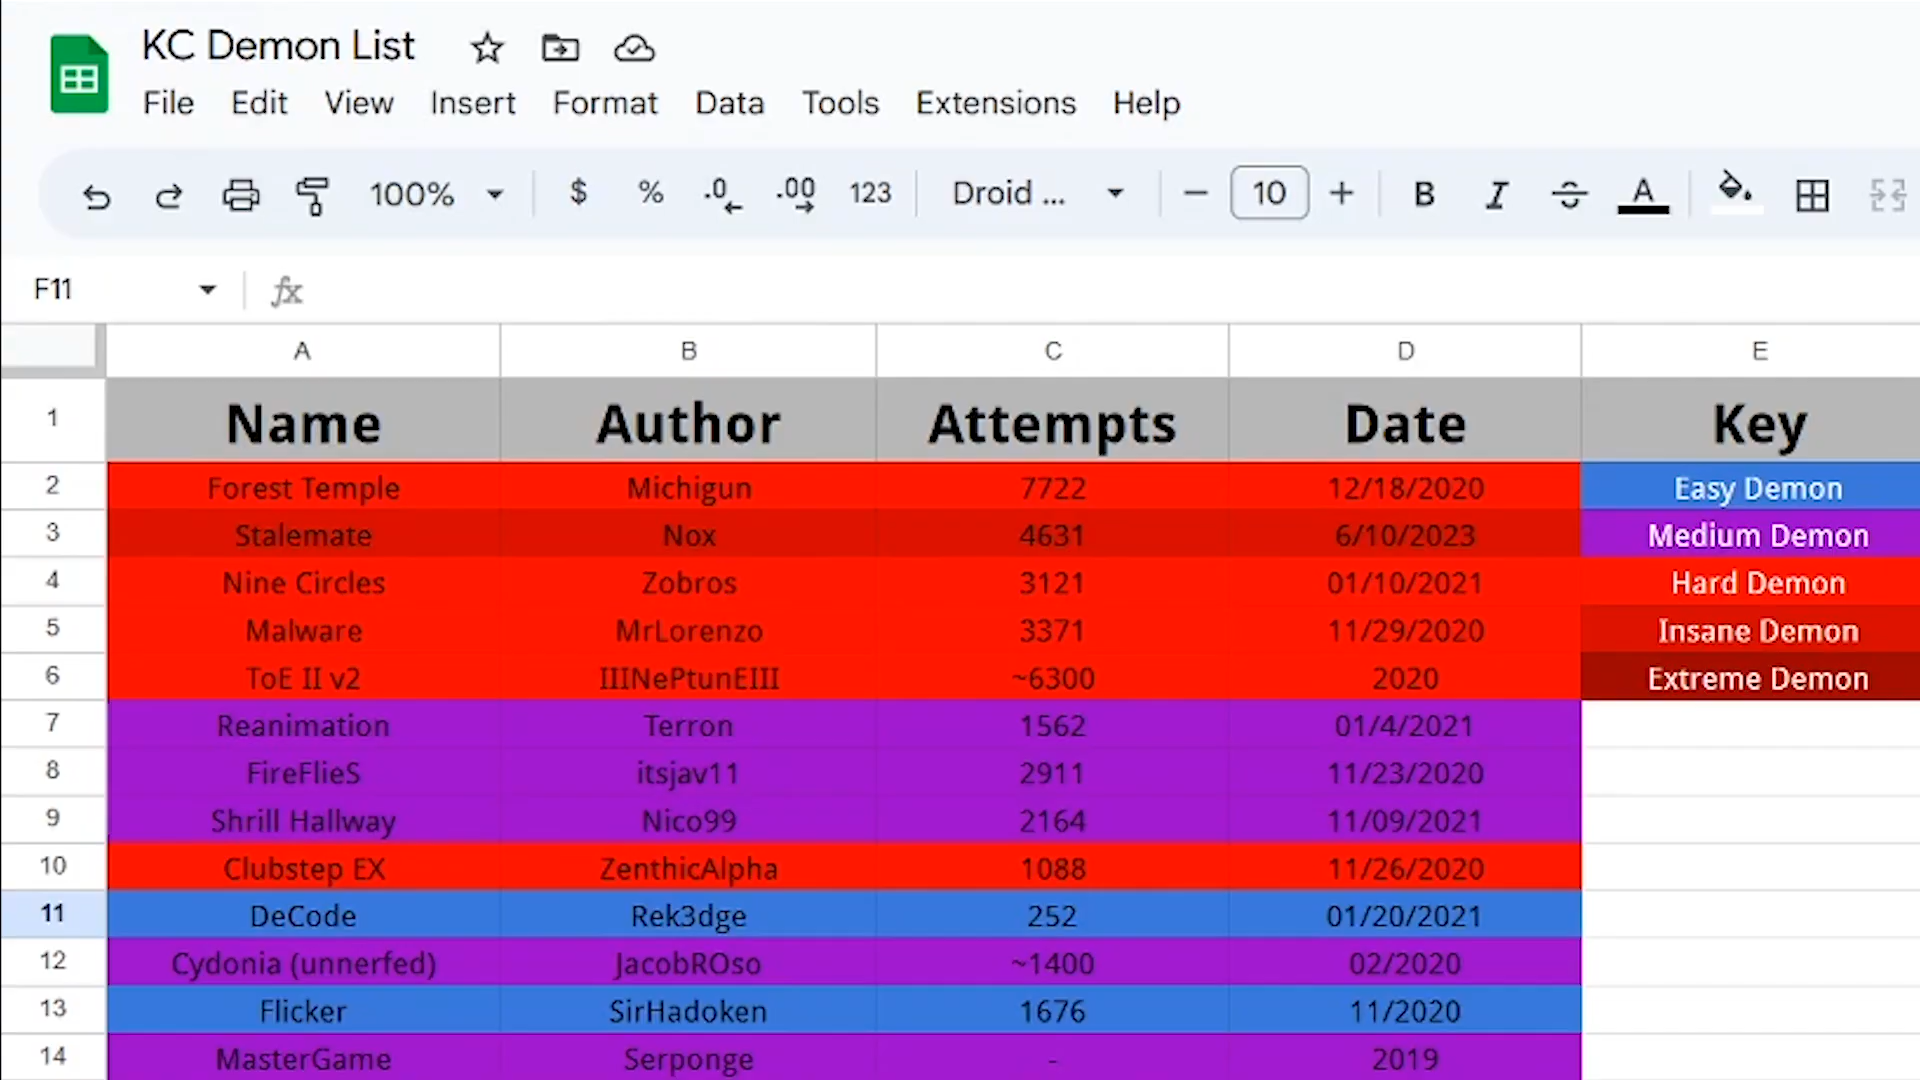 KC Demon List
File Edit View Insert Format Data Tools Extensions Help
100% $ % .0 .00 123 Droid ... 10 B I A
F11 fx
A B C D E
1 Name Author Attempts Date Key
2 Forest Temple Michigun 7722 12/18/2020 Easy Demon
3 Stalemate Nox 4631 6/10/2023 Medium Demon
4 Nine Circles Zobros 3121 01/10/2021 Hard Demon
5 Malware MrLorenzo 3371 11/29/2020 Insane Demon
6 ToE II v2 IIINePtunEIII ~6300 2020 Extreme Demon
7 Reanimation Terron 1562 01/4/2021
8 FireFlieS itsjav11 2911 11/23/2020
9 Shrill Hallway Nico99 2164 11/09/2021
10 Clubstep EX ZenthicAlpha 1088 11/26/2020
11 DeCode Rek3dge 252 01/20/2021
12 Cydonia (unnerfed) JacobROso ~1400 02/2020
13 Flicker SirHadoken 1676 11/2020
14 MasterGame Serponge - 2019